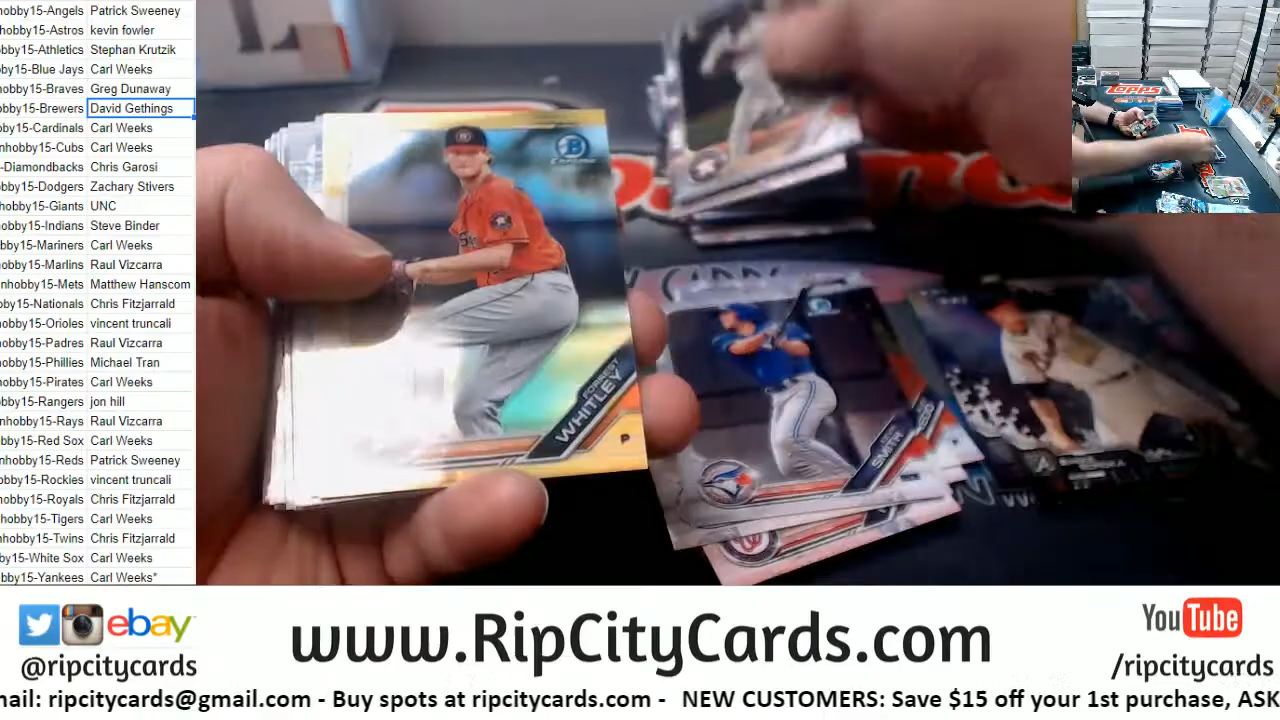 hobby15-Angels Patrick Sweeney
hobby15-Astros kevin fowler
hobby15-Athletics Stephan Krutzik
bby15-Blue Jays Carl Weeks
hobby15-Braves Greg Dunaway
obby15-Brewers David Gethings
by15-Cardinals Carl Weeks
nhobby15-Cubs Carl Weeks
-Diamondbacks Chris Garosi
obby15-Dodgers Zachary Stivers
hobby15-Giants UNC
obby15-Indians Steve Binder
bby15-Mariners Carl Weeks
obby15-Marlins Raul Vizcarra
nhobby15-Mets Matthew Hanscom
by15-Nationals Chris Fitzjarrald
obby15-Orioles vincent truncali
obby15-Padres Raul Vizcarra
obby15-Phillies Michael Tran
obby15-Pirates Carl Weeks
bby15-Rangers jon hill
nhobby15-Rays Raul Vizcarra
bby15-Red Sox Carl Weeks
nhobby15-Reds Patrick Sweeney
obby15-Rockies vincent truncali
obby15-Royals Chris Fitzjarrald
obby15-Tigers Carl Weeks
obby15-Twins Chris Fitzjarrald
by15-White Sox Carl Weeks
bby15-Yankees Carl Weeks*
B
Chrome
FORREST
WHITLEY
P
SMITH
Topps
ebay
@ripcitycards
www.RipCityCards.com
YouTube
/ripcitycards
mail: ripcitycards@gmail.com - Buy spots at ripcitycards.com - NEW CUSTOMERS: Save $15 off your 1st purchase, ASK